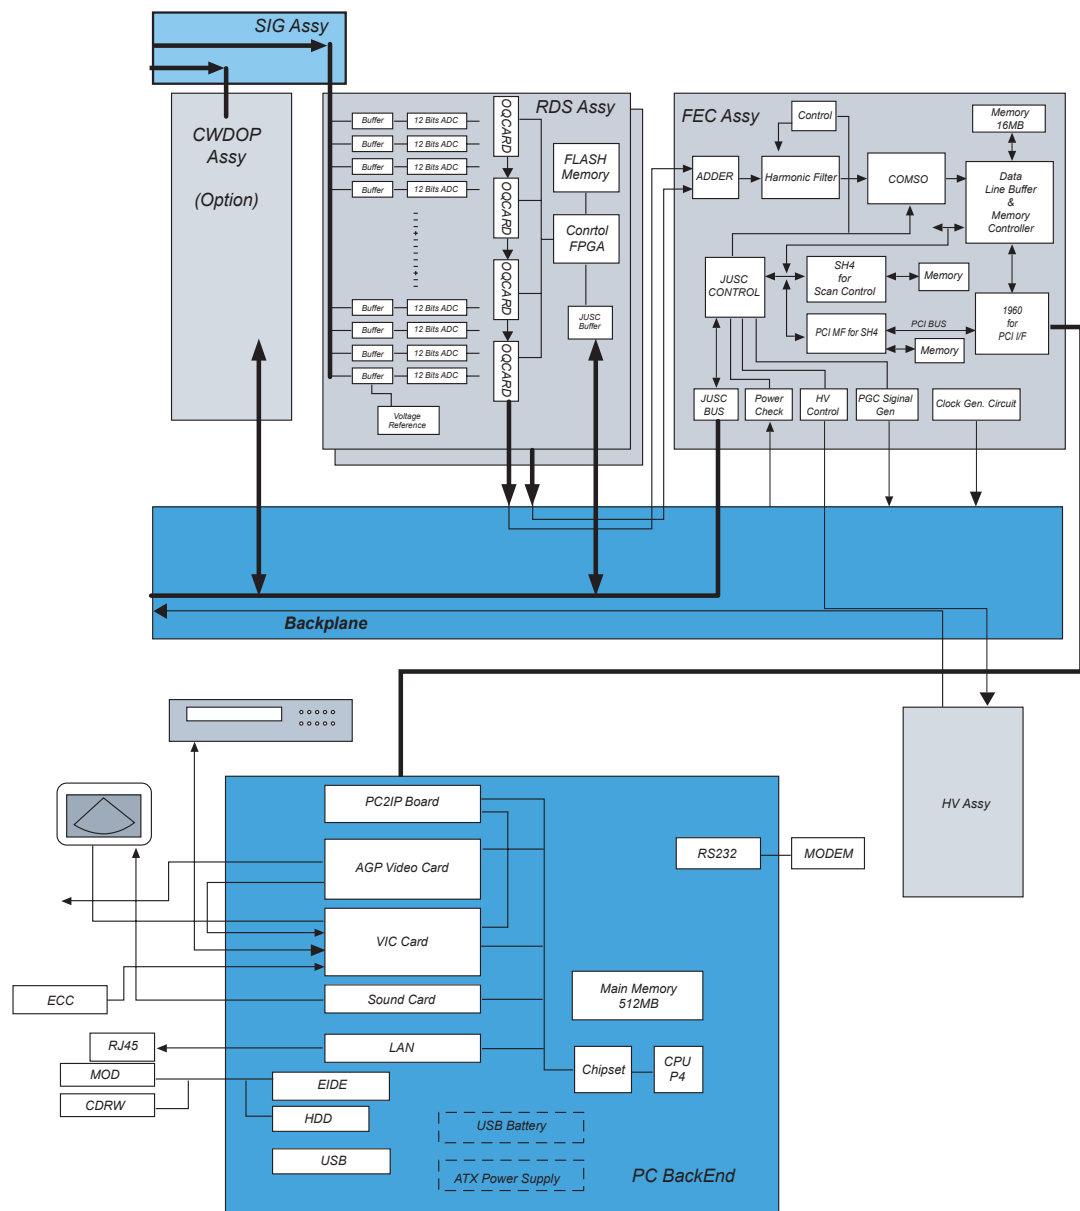 SIG Assy
CWDOP
Assy
(Option)
RDS Assy
Buffer
12 Bits ADC
Buffer
12 Bits ADC
Buffer
12 Bits ADC
Buffer
12 Bits ADC
Buffer
12 Bits ADC
Buffer
12 Bits ADC
Buffer
12 Bits ADC
Buffer
12 Bits ADC
Voltage
Reference
OQCARD
OQCARD
OQCARD
OQCARD
FLASH
Memory
Conrtol
FPGA
JUSC
Buffer
FEC Assy
Control
Memory
16MB
ADDER
Harmonic Filter
COMSO
Data
Line Buffer
&
Memory
Controller
JUSC
CONTROL
SH4
for
Scan Control
Memory
PCI MF for SH4
PCI BUS
Memory
1960
for
PCI I/F
JUSC
BUS
Power
Check
HV
Control
PGC Siginal
Gen
Clock Gen. Circuit
Backplane
HV Assy
PC2IP Board
AGP Video Card
VIC Card
Sound Card
LAN
EIDE
HDD
USB
RS232
MODEM
Main Memory
512MB
Chipset
CPU
P4
USB Battery
ATX Power Supply
PC BackEnd
ECC
RJ45
MOD
CDRW